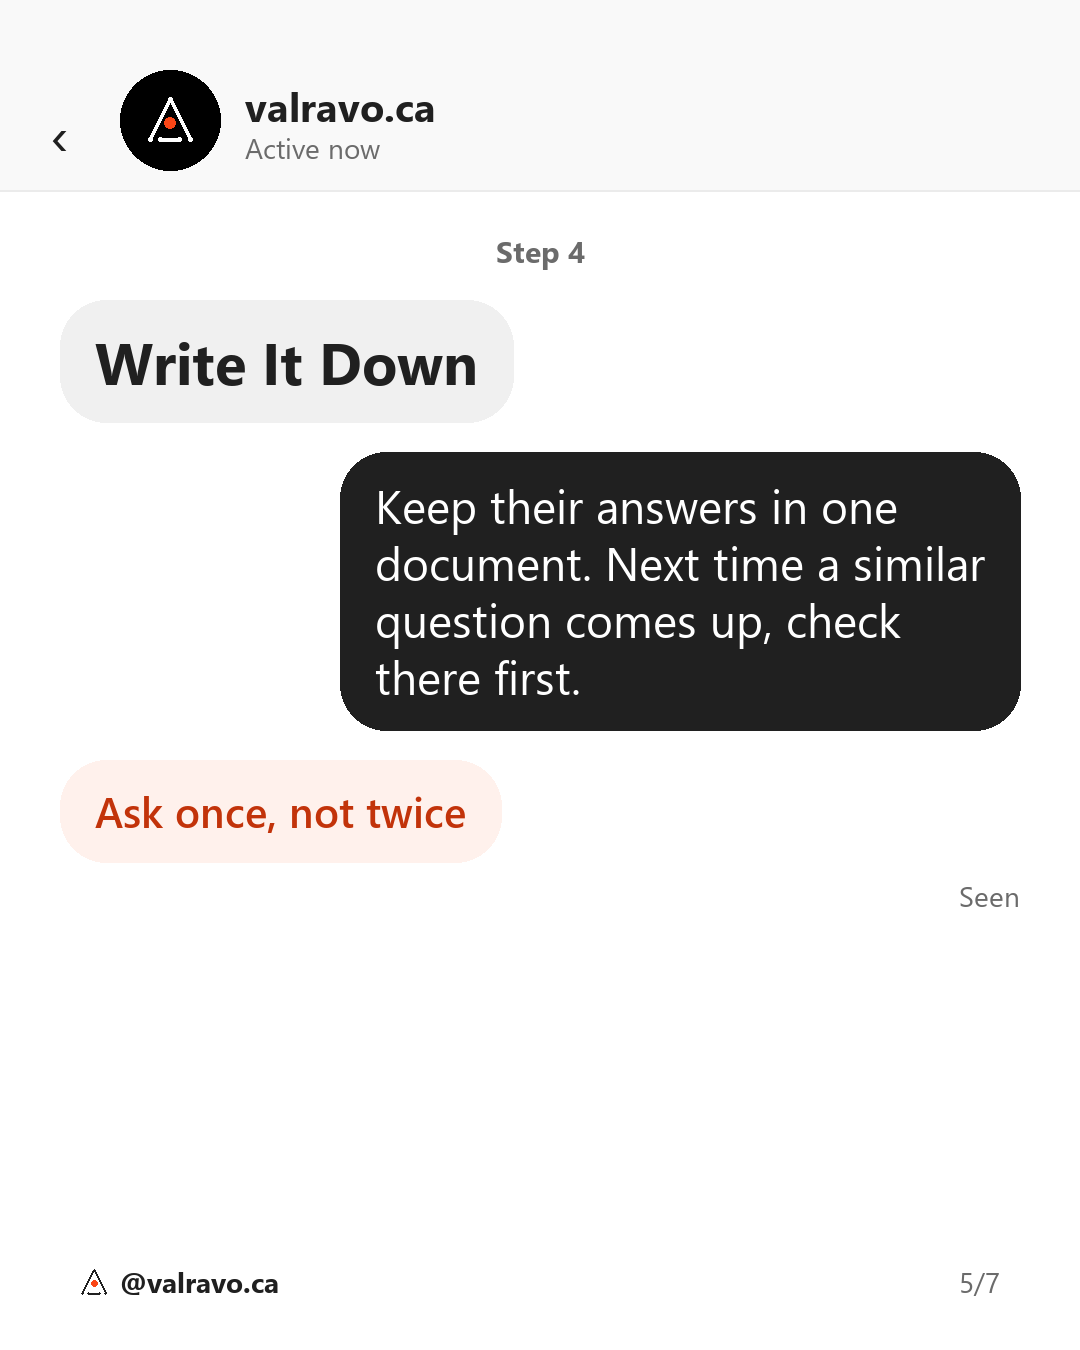 valravo.ca
Active now
Step 4
Write It Down
Keep their answers in one
document. Next time a similar
question comes up, check
there first.
Ask once, not twice
Seen
@valravo.ca
5/7